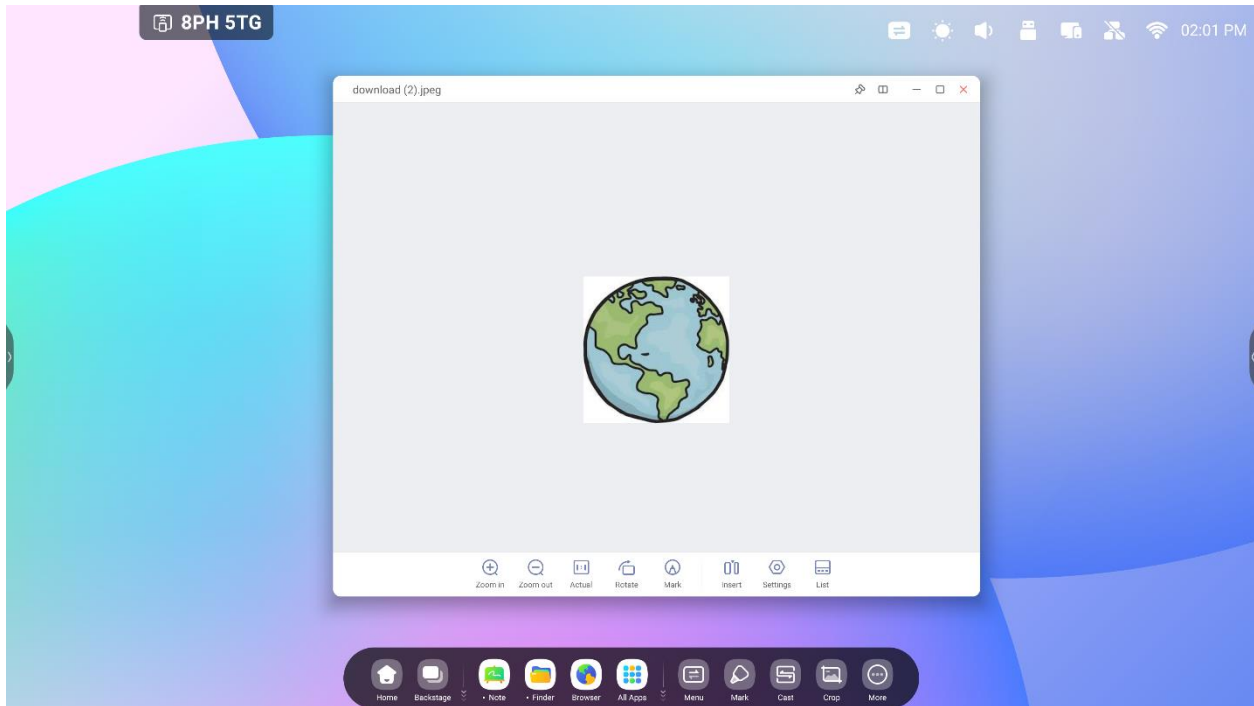 8PH 5TG
02:01 PM
download (2).jpeg
Zoom in Zoom out Actual Rotate Mark Insert Settings List
Home Backstage • Note • Finder Browser All Apps Menu Mark Cast Crop More